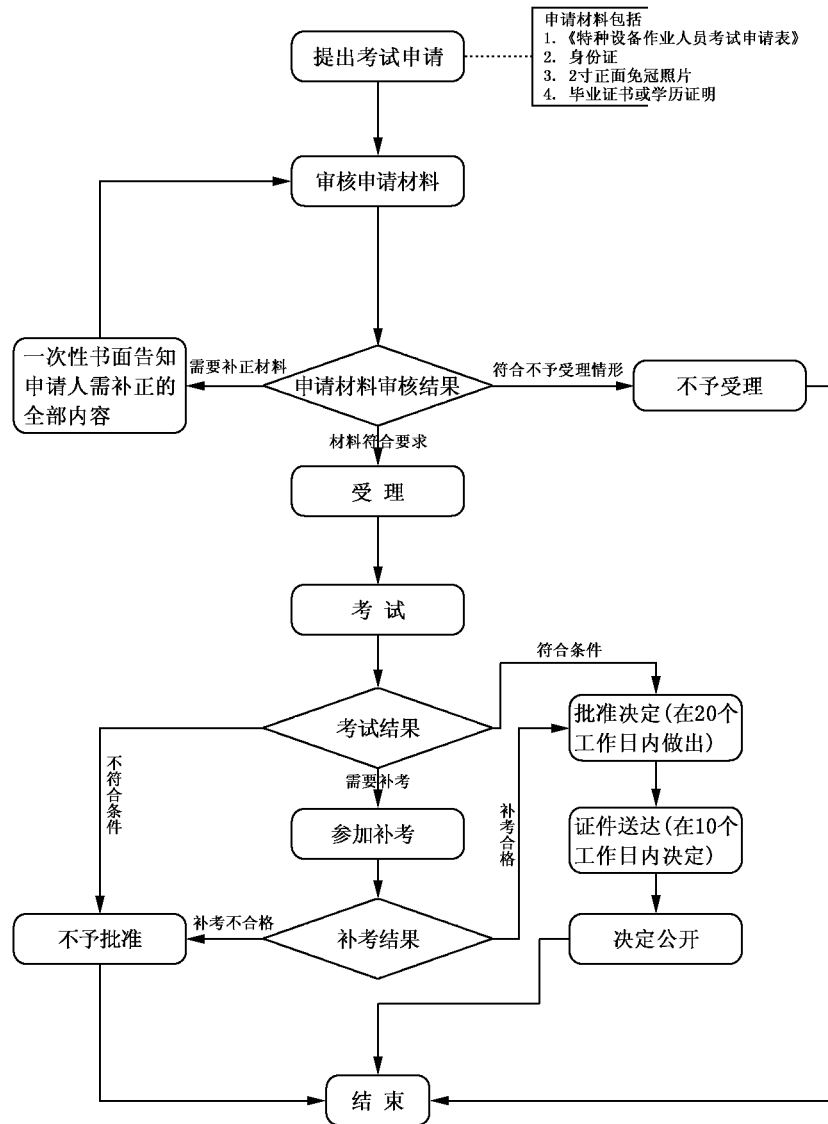 申请材料包括
1. 《特种设备作业人员考试申请表》
2. 身份证
3. 2寸正面免冠照片
4. 毕业证书或学历证明
提出考试申请
审核申请材料
一次性书面告知
申请人需补正的
全部内容
需要补正材料
申请材料审核结果
符合不予受理情形
不予受理
材料符合要求
受 理
考 试
符合条件
考试结果
批准决定(在20个
工作日内做出)
不符合条件
需要补考
补考合格
参加补考
证件送达(在10个
工作日内决定)
不予批准
补考不合格
补考结果
决定公开
结 束